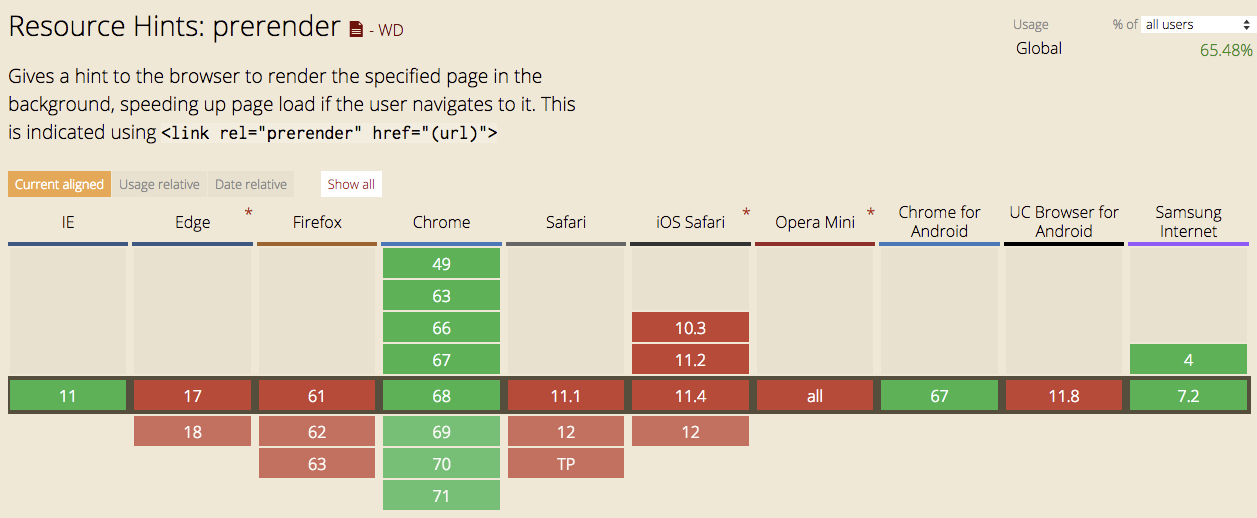 Resource Hints: prerender - WD
Usage % of all users
Global 65.48%
Gives a hint to the browser to render the specified page in the
background, speeding up page load if the user navigates to it. This
is indicated using <link rel="prerender" href="(url)">
Current aligned Usage relative Date relative Show all
IE Edge * Firefox Chrome Safari iOS Safari * Opera Mini * Chrome for Android UC Browser for Android Samsung Internet
49
63
66 10.3
67 11.2 4
11 17 61 68 11.1 11.4 all 67 11.8 7.2
18 62 69 12 12
63 70 TP
71